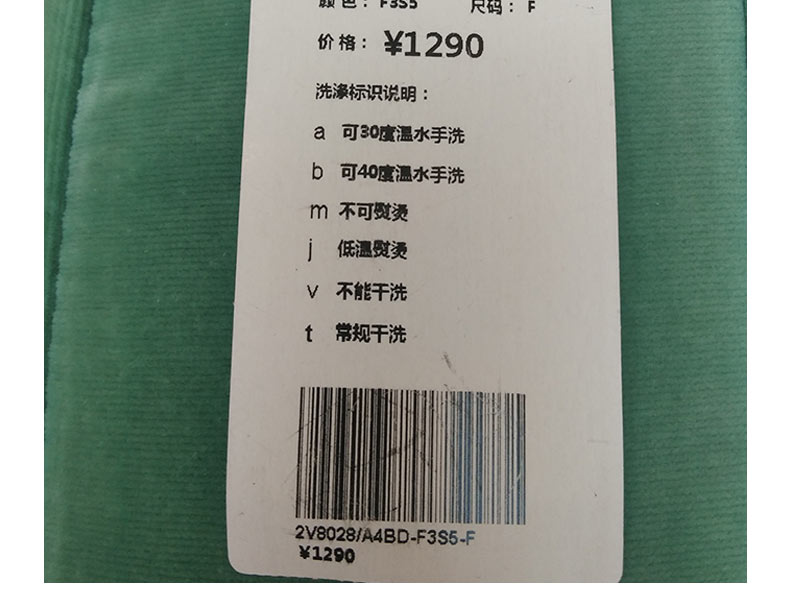 颜 色： F3S5 尺码： F
价 格： ¥1290
洗涤标识说明：
a 可30度温水手洗
b 可40度温水手洗
m 不可熨烫
j 低温熨烫
v 不能干洗
t 常规干洗
2V8028/A4BD-F3S5-F
¥1290